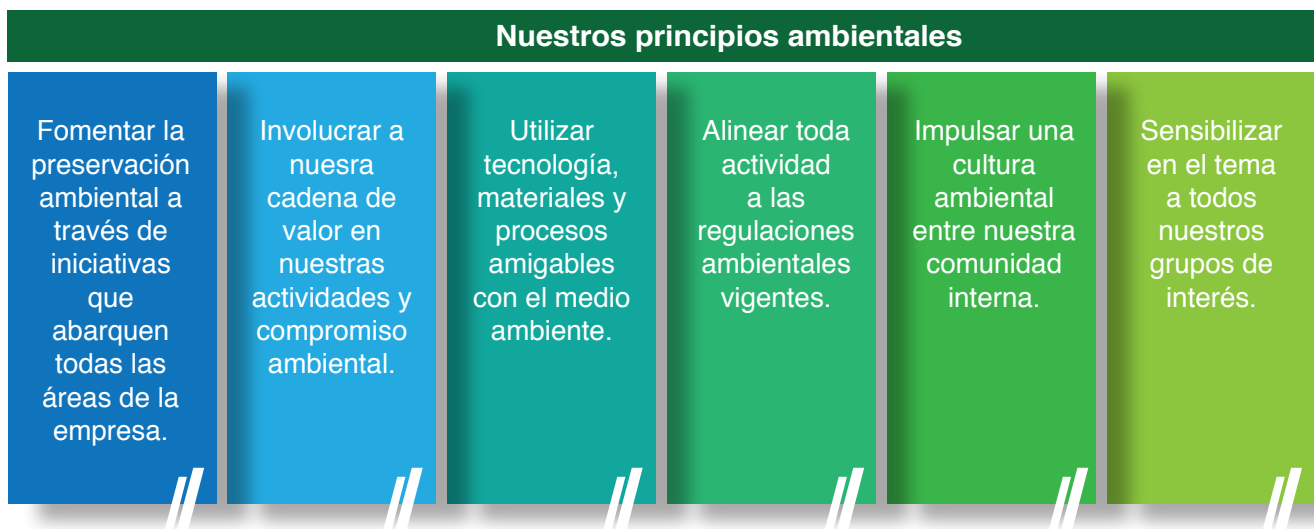 Nuestros principios ambientales
Fomentar la
preservación
ambiental a
través de
iniciativas
que
abarquen
todas las
áreas de la
empresa.
Involucrar a
nuesra
cadena de
valor en
nuestras
actividades y
compromiso
ambiental.
Utilizar
tecnología,
materiales y
procesos
amigables
con el medio
ambiente.
Alinear toda
actividad
a las
regulaciones
ambientales
vigentes.
Impulsar una
cultura
ambiental
entre nuestra
comunidad
interna.
Sensibilizar
en el tema
a todos
nuestros
grupos de
interés.